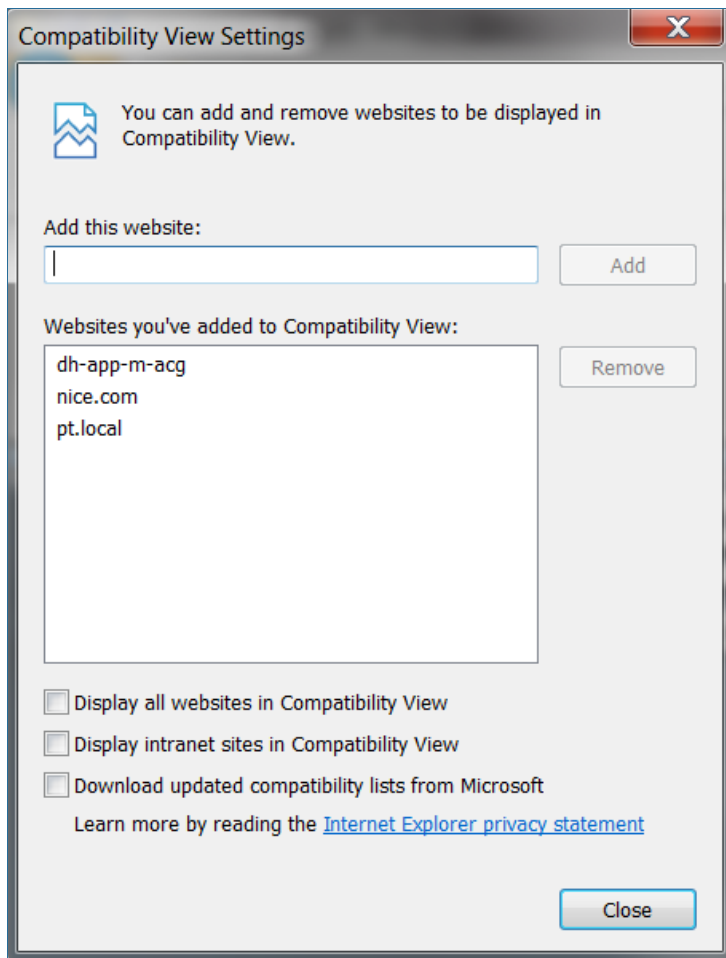 Compatibility View Settings
You can add and remove websites to be displayed in
Compatibility View.
Add this website:
Add
Websites you've added to Compatibility View:
dh-app-m-acg
Remove
nice.com
pt.local
Display all websites in Compatibility View
Display intranet sites in Compatibility View
Download updated compatibility lists from Microsoft
Learn more by reading the Internet Explorer privacy statement
Close